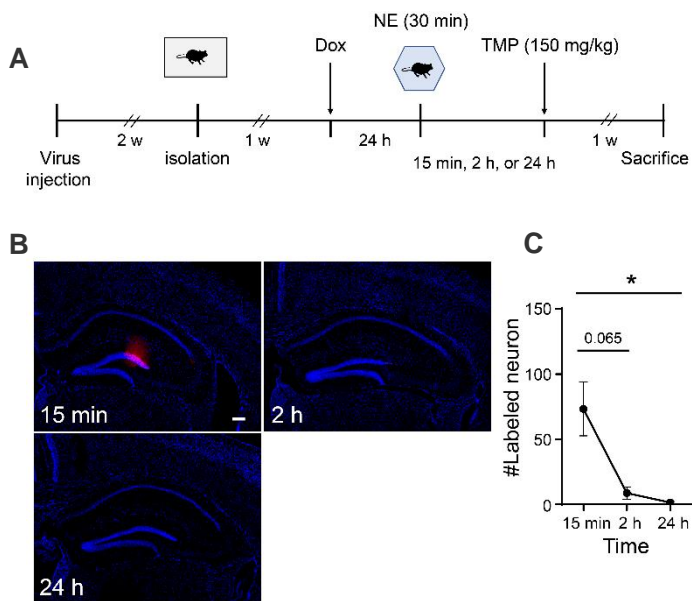 A
NE (30 min)
Dox
TMP (150 mg/kg)
2 w
1 w
24 h
1 w
Virus
injection
isolation
15 min, 2 h, or 24 h
Sacrifice
B
15 min
2 h
24 h
C
*
0.065
150
100
50
0
#Labeled neuron
15 min 2 h 24 h
Time